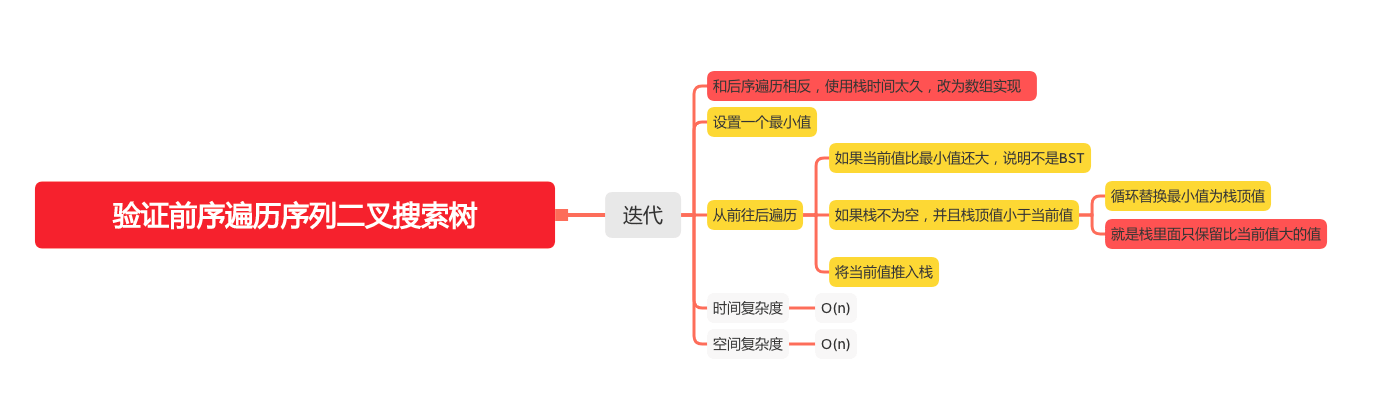 验证前序遍历序列二叉搜索树
迭代
和后序遍历相反，使用栈时间太久，改为数组实现
设置一个最小值
从前往后遍历
如果当前值比最小值还大，说明不是BST
如果栈不为空，并且栈顶值小于当前值
循环替换最小值为栈顶值
就是栈里面只保留比当前值大的值
将当前值推入栈
时间复杂度
O(n)
空间复杂度
O(n)